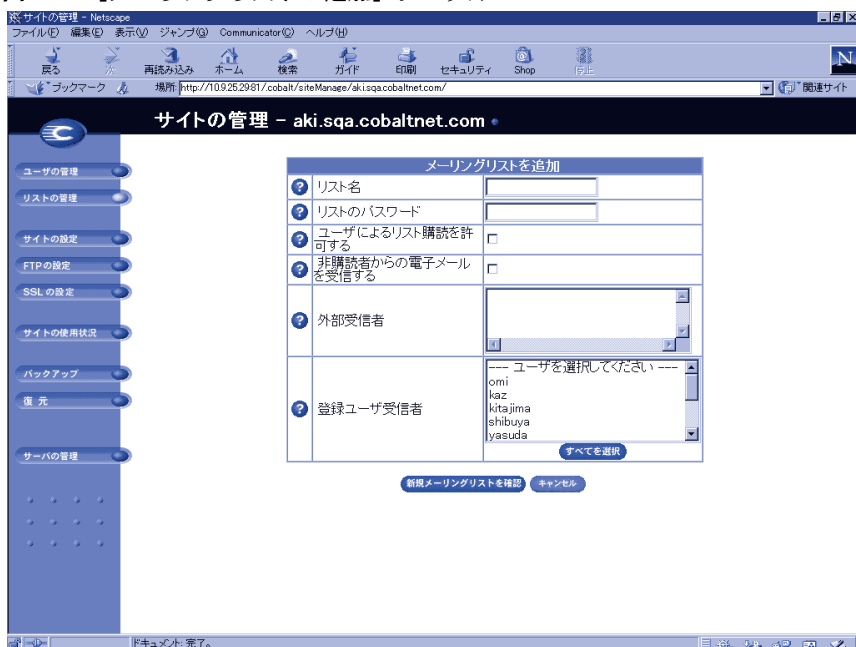 サイトの管理 - Netscape
ファイル(F) 編集(E) 表示(V) ジャンプ(G) Communicator(C) ヘルプ(H)
戻る 次 再読み込み ホーム 検索 ガイド 印刷 セキュリティ Shop 停止
N
ブックマーク 場所: http://10.9.25.29:81/.cobalt/siteManage/aki.sqa.cobaltnet.com/ 関連サイト
サイトの管理 - aki.sqa.cobaltnet.com
ユーザの管理
リストの管理
サイトの設定
FTPの設定
SSLの設定
サイトの使用状況
バックアップ
復元
サーバの管理
メーリングリストを追加
リスト名
リストのパスワード
ユーザによるリスト購読を許
可する
非購読者からの電子メール
を受信する
外部受信者
登録ユーザ受信者
--- ユーザを選択してください ---
omi
kaz
kitajima
shibuya
yasuda
すべてを選択
新規メーリングリストを確認 キャンセル
ドキュメント: 完了。